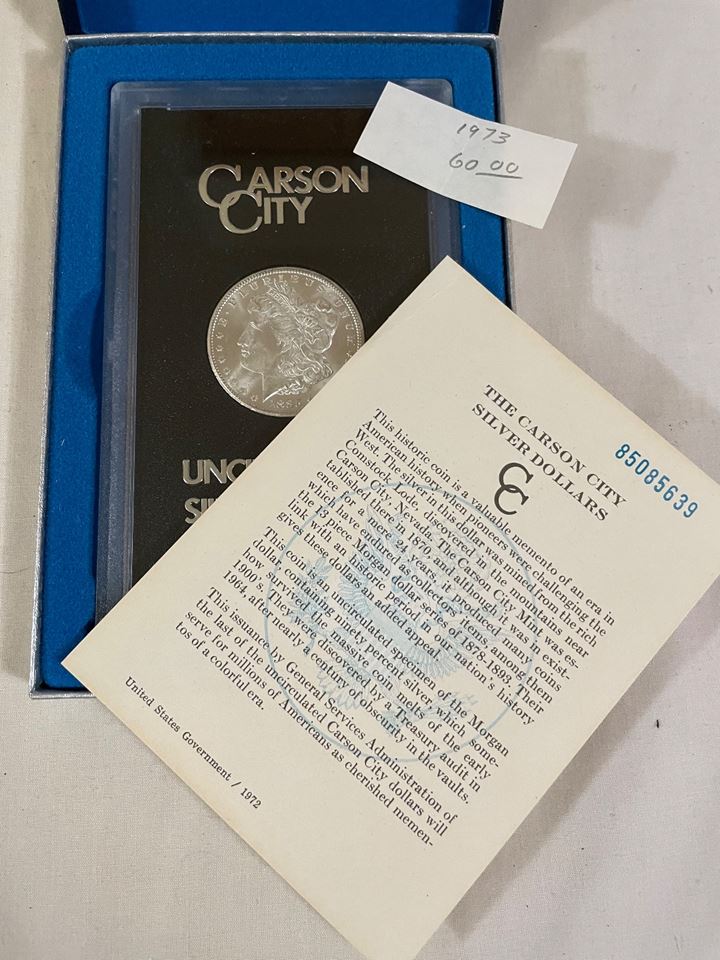 CARSON
CITY
E PLURIBUS UNUM
UNCI
SIL
1973
60.00
85085639
THE CARSON CITY
SILVER DOLLARS
CC
This historic coin is a valuable memento of an era in
American history when pioneers were challenging the
West. The silver in this dollar was mined from the rich
Comstock Lode, discovered in the mountains near
Carson City, Nevada. The Carson City Mint was es-
tablished there in 1870, and although it was in exist-
ence for a mere 24 years, it produced many coins
which have endured as collectors' items among them
the 13 piece Morgan dollar series of 1878-1893. Their
link with an historic period of our nation's history
gives these dollars an added appeal.
This coin is an uncirculated specimen of the Morgan
dollar, containing ninety percent silver, which some-
how survived the massive coin melts of the early
1900's. They were discovered by a Treasury audit in
1964, after nearly a century of obscurity in the vaults.
This issuance by General Services Administration of
the last of the uncirculated Carson City dollars will
serve for millions of Americans as cherished memen-
tos of a colorful era.
United States Government / 1972